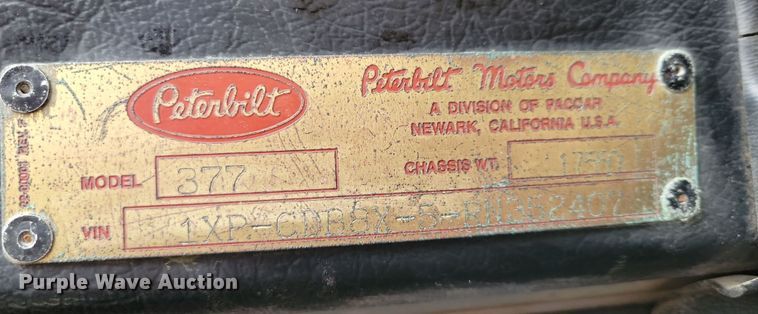 Peterbilt
Peterbilt Motors Company
A DIVISION OF PACCAR
NEWARK, CALIFORNIA U.S.A.
MODEL 377
CHASSIS WT.
VIN
Purple Wave Auction